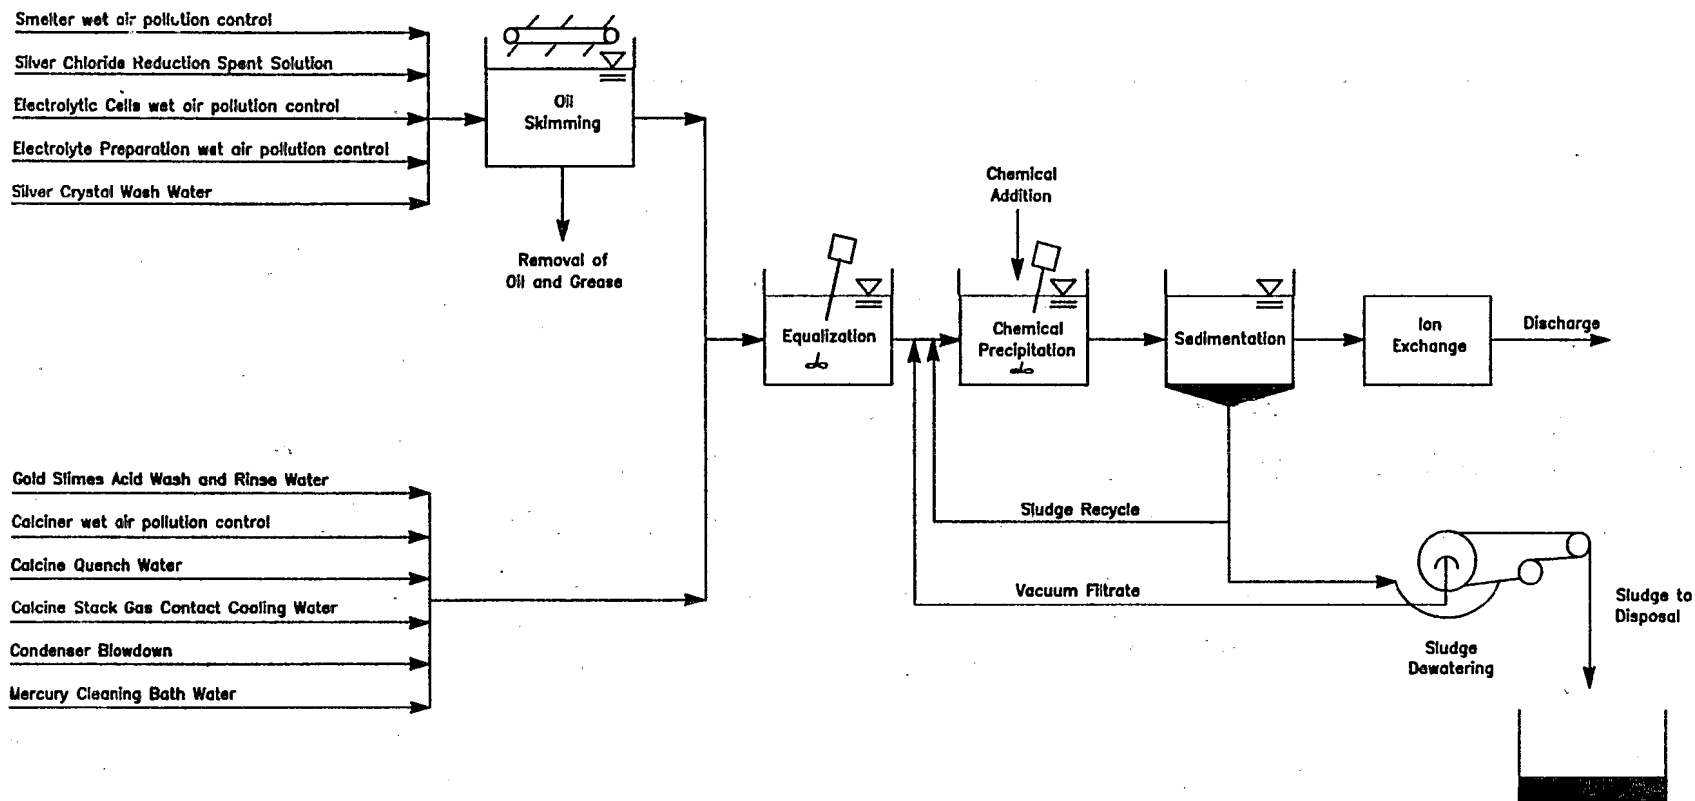 Smelter wet air pollution control
Silver Chloride Reduction Spent Solution
Electrolytic Cells wet air pollution control
Electrolyte Preparation wet air pollution control
Silver Crystal Wash Water
Oil
Skimming
Removal of
Oil and Grease
Chemical
Addition
Equalization
Chemical
Precipitation
Sedimentation
Ion
Exchange
Discharge
Gold Slimes Acid Wash and Rinse Water
Calciner wet air pollution control
Calcine Quench Water
Calcine Stack Gas Contact Cooling Water
Condenser Blowdown
Mercury Cleaning Bath Water
Sludge Recycle
Vacuum Filtrate
Sludge
Dewatering
Sludge to
Disposal